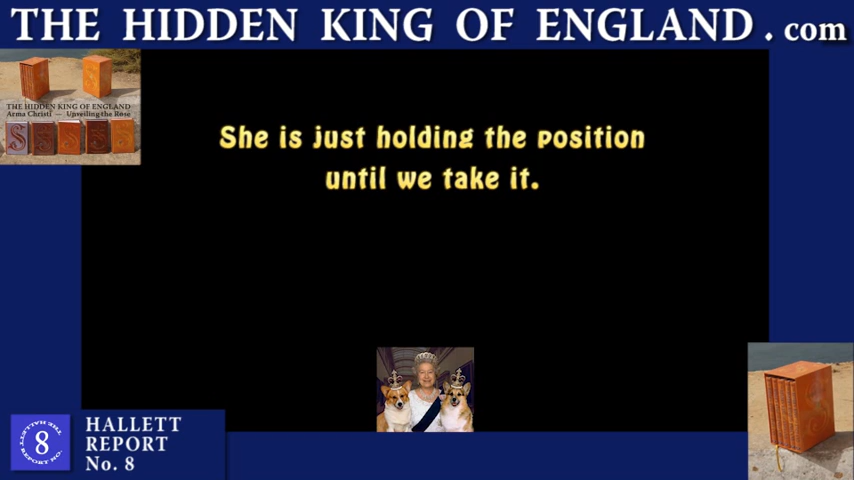 THE HIDDEN KING OF ENGLAND . com
THE HIDDEN KING OF ENGLAND
Arma Christi — Unveiling the Rose
She is just holding the position
until we take it.
8
HALLETT
REPORT
No. 8